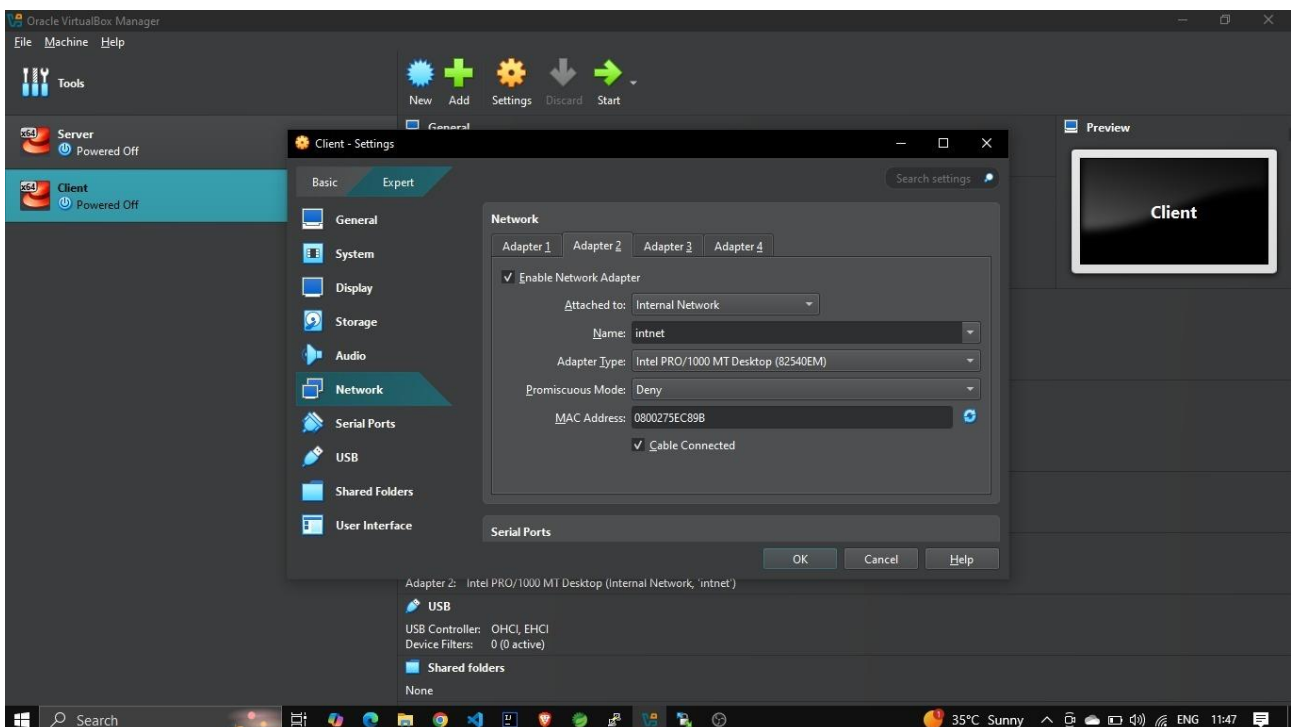 Oracle VirtualBox Manager
File Machine Help
Tools
New Add Settings Discard Start
x64
Server
Powered Off
x64
Client
Powered Off
General
Preview
Client
Client - Settings
Basic Expert
Search settings
General
System
Display
Storage
Audio
Network
Serial Ports
USB
Shared Folders
User Interface
Network
Adapter 1 Adapter 2 Adapter 3 Adapter 4
Enable Network Adapter
Attached to: Internal Network
Name: intnet
Adapter Type: Intel PRO/1000 MT Desktop (82540EM)
Promiscuous Mode: Deny
MAC Address: 0800275EC89B
Cable Connected
Serial Ports
OK Cancel Help
Adapter 2: Intel PRO/1000 MT Desktop (Internal Network, 'intnet')
USB
USB Controller: OHCI, EHCI
Device Filters: 0 (0 active)
Shared folders
None
Search
35°C Sunny ENG 11:47